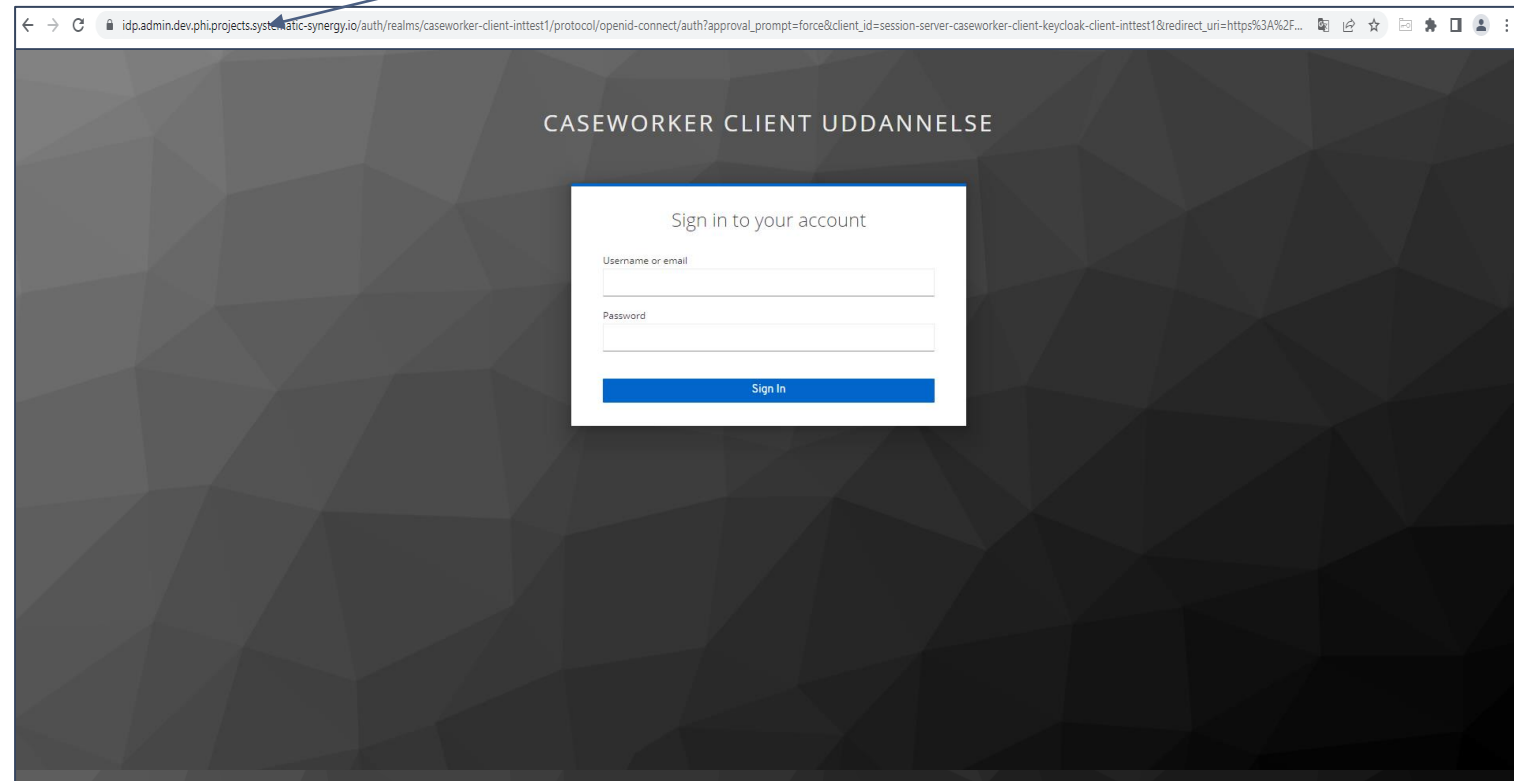 idp.admin.dev.phi.projects.systematic-synergy.io/auth/realms/caseworker-client-inttest1/protocol/openid-connect/auth?approval_prompt=force&client_id=session-server-caseworker-client-keycloak-client-inttest1&redirect_uri=https%3A%2F...
CASEWORKER CLIENT UDDANNELSE
Sign in to your account
Username or email
Password
Sign In